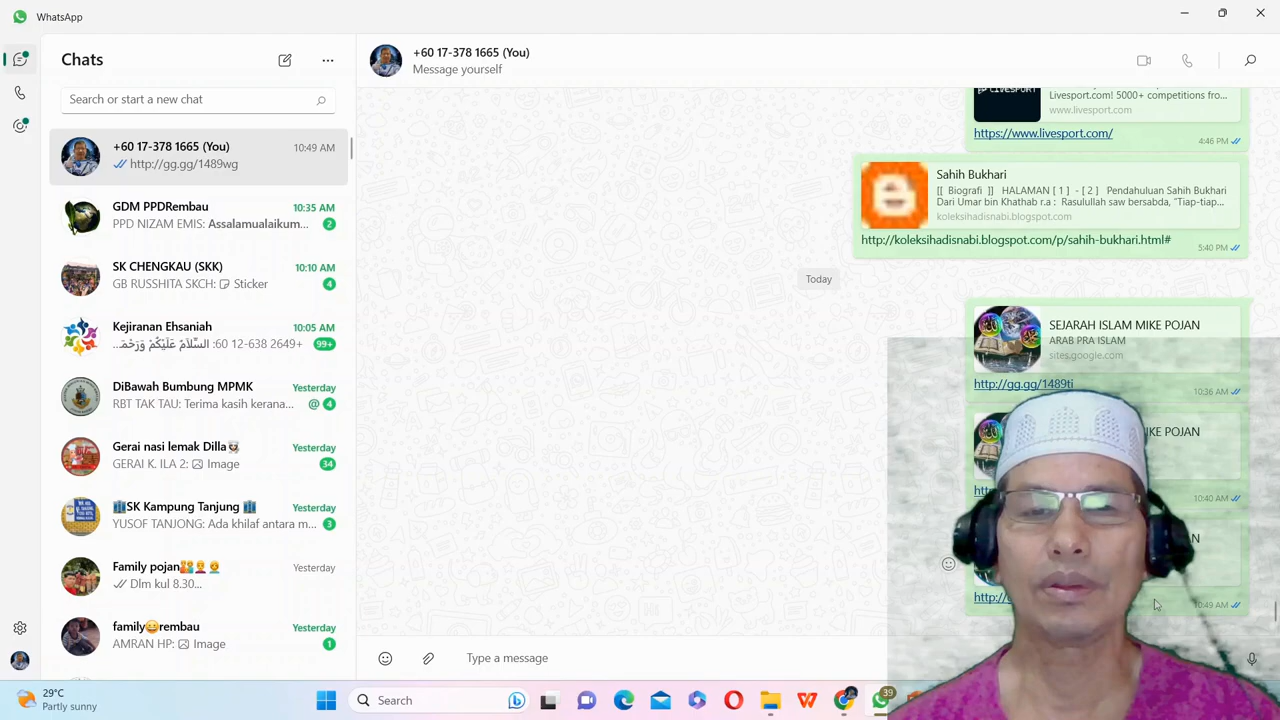 WhatsApp
Chats
Search or start a new chat
+60 17-378 1665 (You)
10:49 AM
http://gg.gg/1489wg
GDM PPDRembau
10:35 AM
PPD NIZAM EMIS: Assalamualaikum...
2
SK CHENGKAU (SKK)
10:10 AM
GB RUSSHITA SKCH: Sticker
4
Kejiranan Ehsaniah
10:05 AM
+60 12-638 2649: السَّلَامُ عَلَيْكُمْ وَرَحْمَ...
99+
DiBawah Bumbung MPMK
Yesterday
RBT TAK TAU: Terima kasih kerana...
@ 4
Gerai nasi lemak Dilla
Yesterday
GERAI K. ILA 2: Image
34
SK Kampung Tanjung
Yesterday
YUSOF TANJONG: Ada khilaf antara m...
3
Family pojan
Yesterday
Dlm kul 8.30...
family😄rembau
Yesterday
AMRAN HP: Image
1
+60 17-378 1665 (You)
Message yourself
LIVESPORT
Livesport.com! 5000+ competitions fro...
www.livesport.com
https://www.livesport.com/
4:46 PM
Sahih Bukhari
[[ Biografi ]] HALAMAN [ 1 ] - [ 2 ] Pendahuluan Sahih Bukhari
Dari Umar bin Khathab r.a : Rasulullah saw bersabda, "Tiap-tiap...
koleksihadisnabi.blogspot.com
http://koleksihadisnabi.blogspot.com/p/sahih-bukhari.html#
5:40 PM
Today
SEJARAH ISLAM MIKE POJAN
ARAB PRA ISLAM
sites.google.com
http://gg.gg/1489ti
10:36 AM
KE POJAN
10:40 AM
AN
http://
10:49 AM
Type a message
29°C
Partly sunny
Search
39